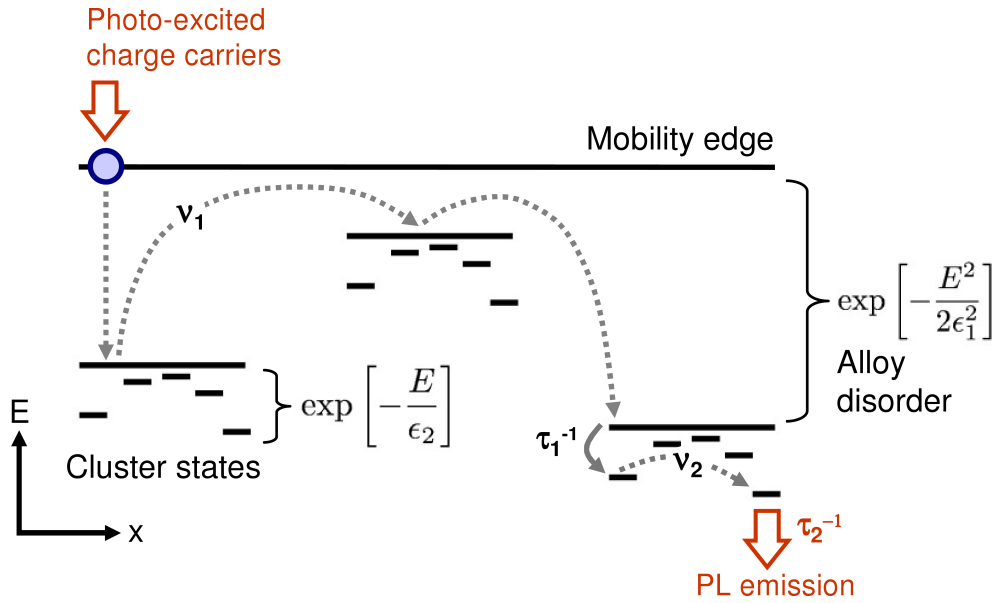 Photo-excited
charge carriers
Mobility edge
ν₁
exp [−E²/2ϵ₁²]
Alloy
disorder
exp [−E/ϵ₂]
E
Cluster states
x
τ₁⁻¹
ν₂
τ₂⁻¹
PL emission